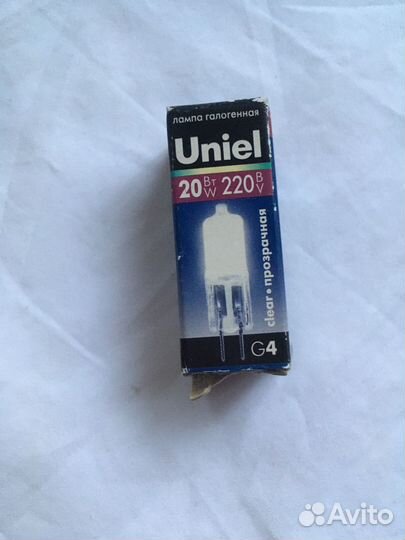 лампа галогенная
Uniel
20 Вт W 220 В V
clear • прозрачная
G4
Avito